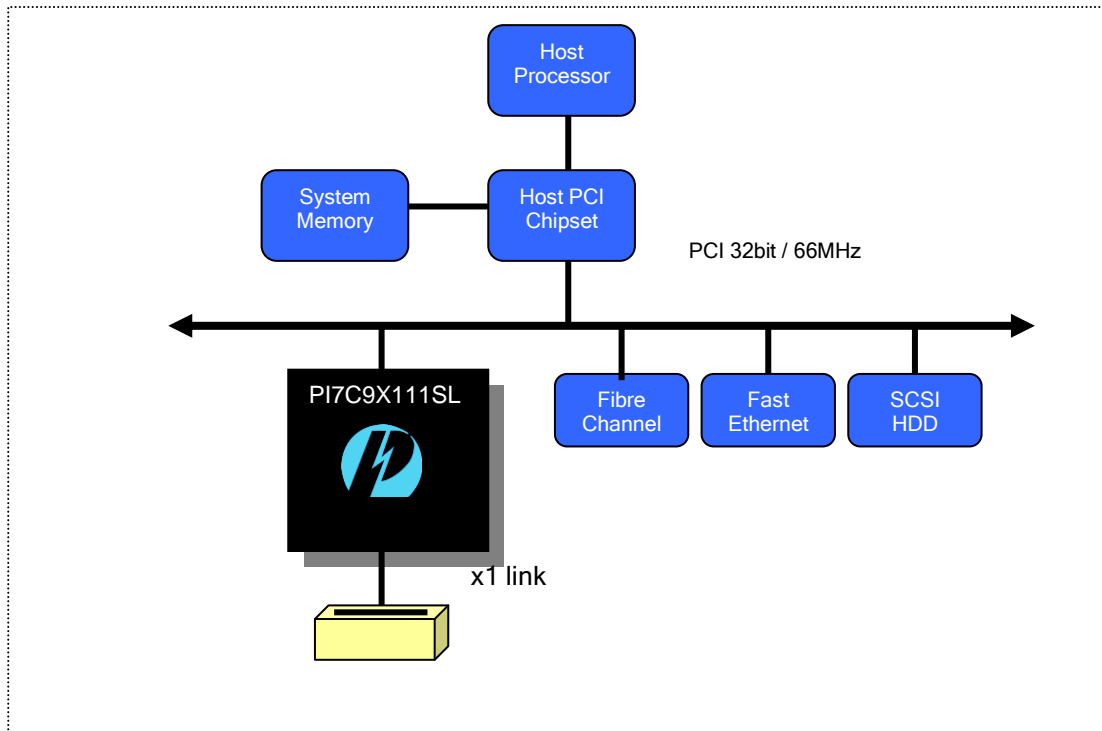 Host
Processor
System
Memory
Host PCI
Chipset
PCI 32bit / 66MHz
PI7C9X111SL
Fibre
Channel
Fast
Ethernet
SCSI
HDD
x1 link